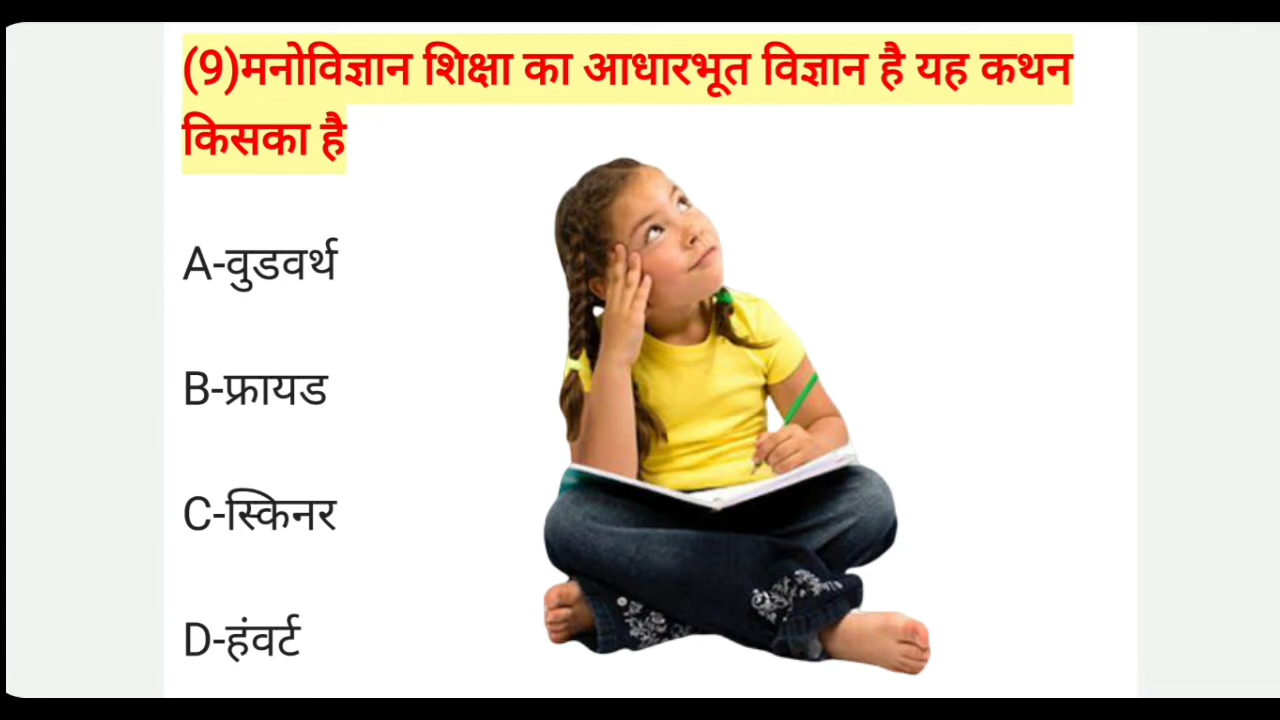 (9)मनोविज्ञान शिक्षा का आधारभूत विज्ञान है यह कथन
किसका है
A-वुडवर्थ
B-फ्रायड
C-स्किनर
D-हंवर्ट